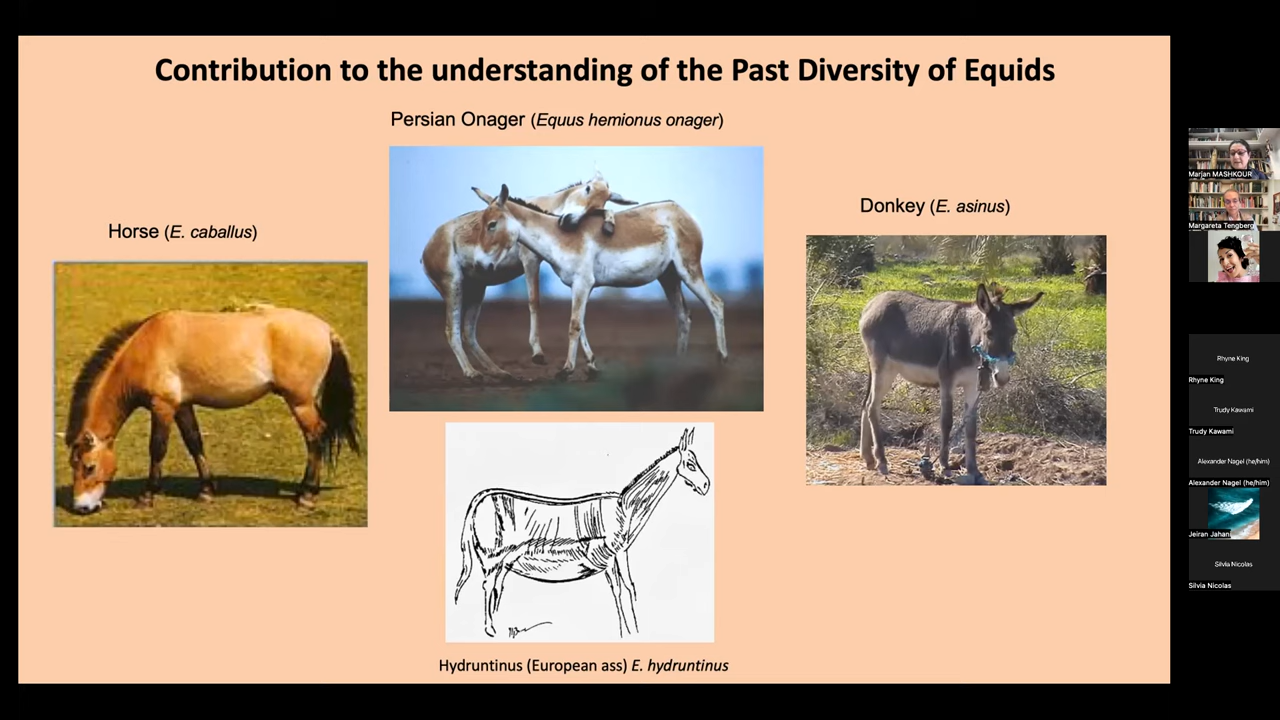 Contribution to the understanding of the Past Diversity of Equids
Persian Onager (Equus hemionus onager)
Donkey (E. asinus)
Horse (E. caballus)
Hydruntinus (European ass) E. hydruntinus
Marjan MASHKOUR
Margareta Tengberg
Rhyne King
Rhyne King
Trudy Kawami
Trudy Kawami
Alexander Nagel (he/him)
Alexander Nagel (he/him)
Jeiran Jahani
Silvia Nicolas
Silvia Nicolas